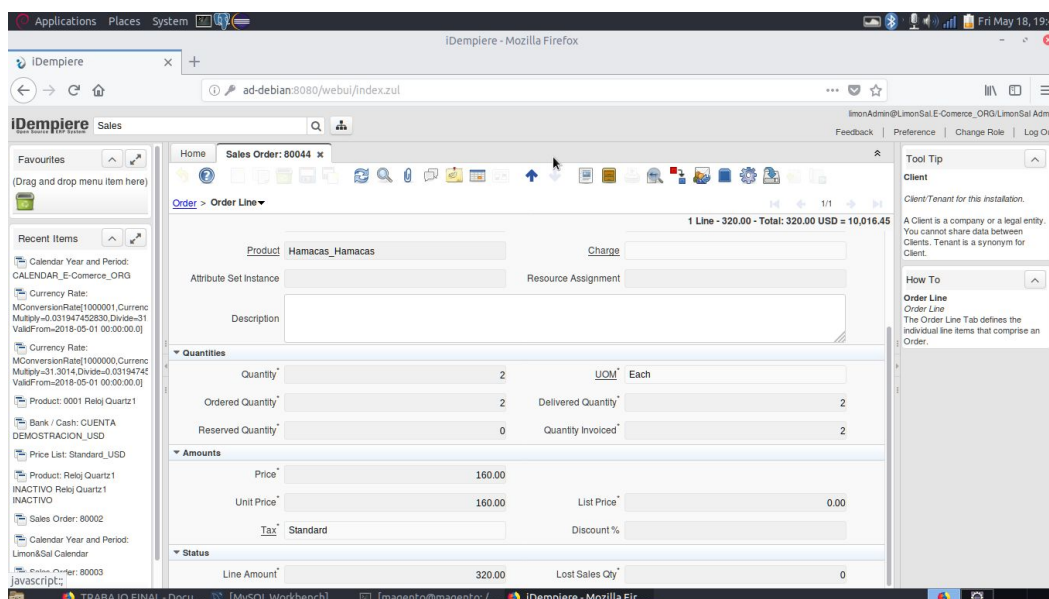 Applications Places System Fri May 18, 19:
iDempiere - Mozilla Firefox
iDempiere × +
ad-debian:8080/webui/index.zul
iDempiere Sales
Open Source ERP System
limonAdmin@LimonSal.E-Comerce_ORG/LimonSal Adm
Feedback | Preference | Change Role | Log Ou
Favourites
(Drag and drop menu item here)
Recent Items
Calendar Year and Period:
CALENDAR_E-Comerce_ORG
Currency Rate:
MConversionRate[1000001,Currenc
Multiply=0.031947452830,Divide=31
ValidFrom=2018-05-01 00:00:00.0]
Currency Rate:
MConversionRate[1000000,Currenc
Multiply=31.3014,Divide=0.03194745
ValidFrom=2018-05-01 00:00:00.0]
Product: 0001 Reloj Quartz1
Bank / Cash: CUENTA
DEMOSTRACION_USD
Price List: Standard_USD
Product: Reloj Quartz1
INACTIVO Reloj Quartz1
INACTIVO
Sales Order: 80002
Calendar Year and Period:
Limon&Sal Calendar
Sales Order: 80003
javascript:;
Home Sales Order: 80044 ×
Order > Order Line
1/1
1 Line - 320.00 - Total: 320.00 USD = 10,016.45
Product Hamacas_Hamacas Charge
Attribute Set Instance Resource Assignment
Description
Quantities
Quantity* 2 UOM* Each
Ordered Quantity* 2 Delivered Quantity* 2
Reserved Quantity* 0 Quantity Invoiced* 2
Amounts
Price* 160.00
Unit Price* 160.00 List Price* 0.00
Tax* Standard Discount %
Status
Line Amount* 320.00 Lost Sales Qty* 0
Tool Tip
Client
Client/Tenant for this installation.
A Client is a company or a legal entity.
You cannot share data between
Clients. Tenant is a synonym for
Client.
How To
Order Line
Order Line
The Order Line Tab defines the
individual line items that comprise an
Order.
TRABAJO FINAL - Docu [MySQL Workbench] [magento@magento: / iDempiere - Mozilla Fir